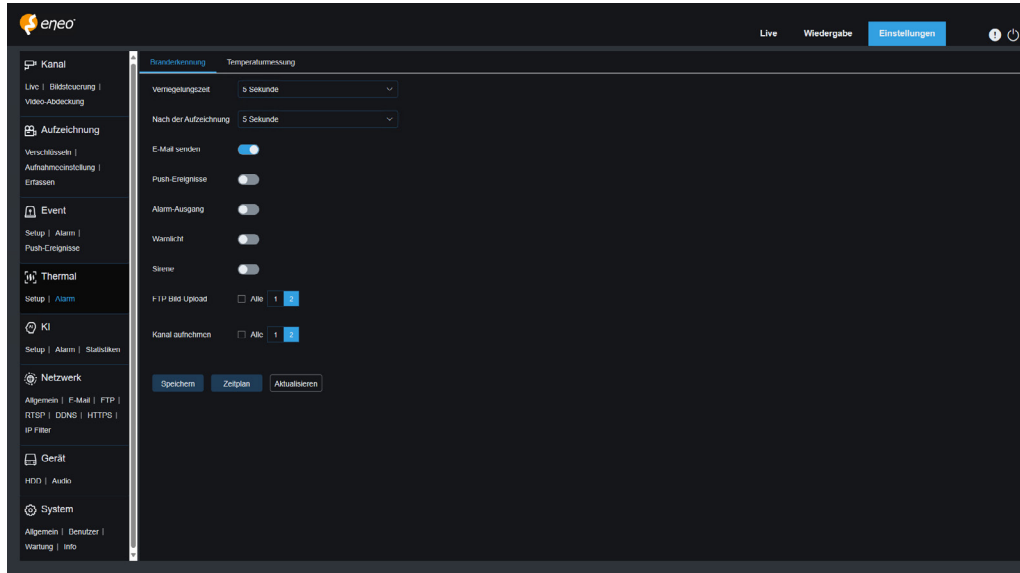 eneo
Live Wiedergabe Einstellungen
Kanal
Live | Bildsteuerung |
Video-Abdeckung
Aufzeichnung
Verschlüsseln |
Aufnahmeeinstellung |
Erfassen
Event
Setup | Alarm |
Push-Ereignisse
Thermal
Setup | Alarm
KI
Setup | Alarm | Statistiken
Netzwerk
Allgemein | E-Mail | FTP |
RTSP | DDNS | HTTPS |
IP Filter
Gerät
HDD | Audio
System
Allgemein | Benutzer |
Wartung | Info
Branderkennung Temperaturmessung
Verriegelungszeit 5 Sekunde
Nach der Aufzeichnung 5 Sekunde
E-Mail senden
Push-Ereignisse
Alarm-Ausgang
Warnlicht
Sirene
FTP Bild Upload Alle 1 2
Kanal aufnehmen Alle 1 2
Speichern Zeitplan Aktualisieren